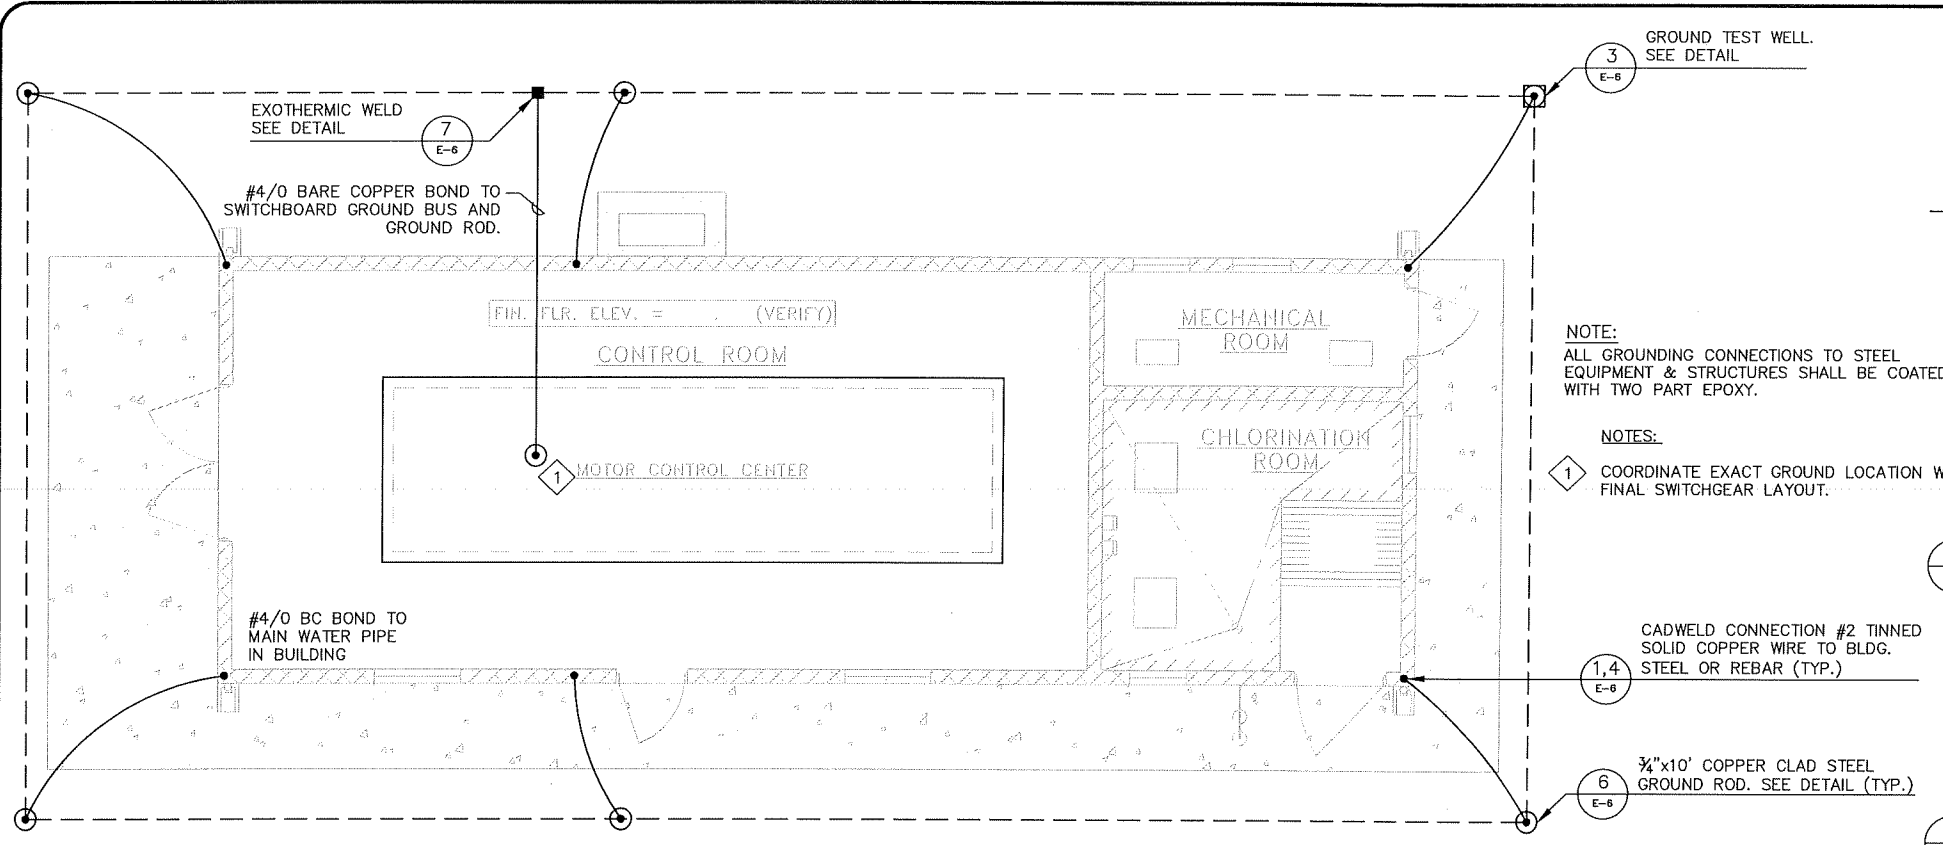 GROUND TEST WELL.
SEE DETAIL
3
E-6
EXOTHERMIC WELD
SEE DETAIL
7
E-6
#4/0 BARE COPPER BOND TO
SWITCHBOARD GROUND BUS AND
GROUND ROD.
FIN. FLR. ELEV. = . (VERIFY)
CONTROL ROOM
MECHANICAL
ROOM
NOTE:
ALL GROUNDING CONNECTIONS TO STEEL
EQUIPMENT & STRUCTURES SHALL BE COATED
WITH TWO PART EPOXY.
CHLORINATION
ROOM
NOTES:
1
MOTOR CONTROL CENTER
1
COORDINATE EXACT GROUND LOCATION W
FINAL SWITCHGEAR LAYOUT.
#4/0 BC BOND TO
MAIN WATER PIPE
IN BUILDING
CADWELD CONNECTION #2 TINNED
SOLID COPPER WIRE TO BLDG.
STEEL OR REBAR (TYP.)
1,4
E-6
¾"x10' COPPER CLAD STEEL
GROUND ROD. SEE DETAIL (TYP.)
6
E-6